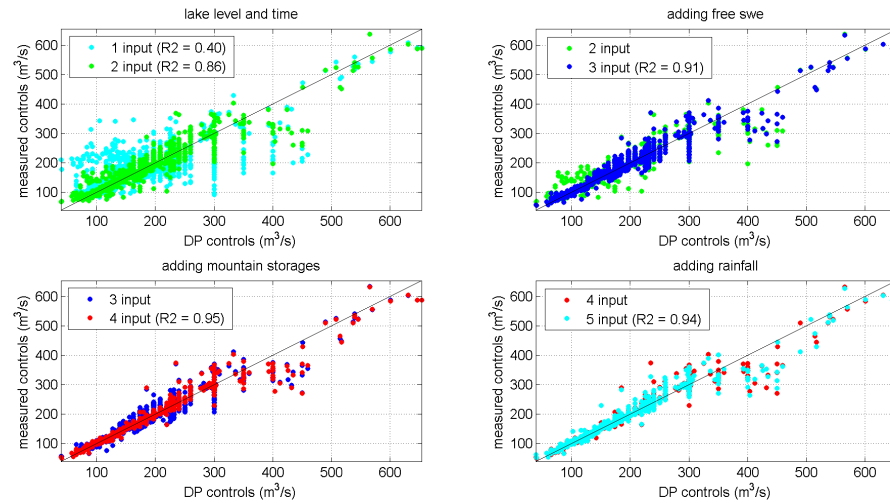 lake level and time
measured controls (m³/s)
600
500
400
300
200
100
1 input (R2 = 0.40)
2 input (R2 = 0.86)
100 200 300 400 500 600
DP controls (m³/s)
adding free swe
measured controls (m³/s)
600
500
400
300
200
100
2 input
3 input (R2 = 0.91)
100 200 300 400 500 600
DP controls (m³/s)
adding mountain storages
measured controls (m³/s)
600
500
400
300
200
100
3 input
4 input (R2 = 0.95)
100 200 300 400 500 600
DP controls (m³/s)
adding rainfall
measured controls (m³/s)
600
500
400
300
200
100
4 input
5 input (R2 = 0.94)
100 200 300 400 500 600
DP controls (m³/s)